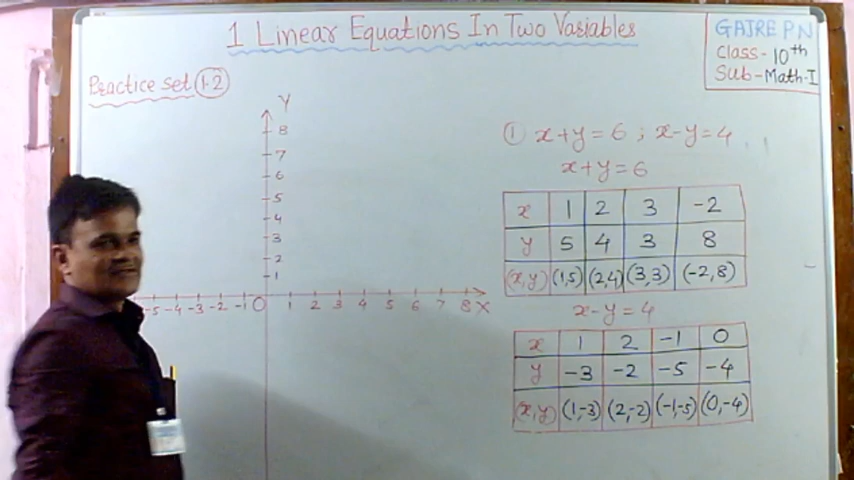 1 Linear Equations In Two Variables
GAJRE P N
Class- 10th
Sub- Math-I
Practice Set 1.2
① x+y=6 ; x-y=4
x+y=6
x 1 2 3 -2
y 5 4 3 8
(x,y) (1,5) (2,4) (3,3) (-2,8)
x-y=4
x 1 2 -1 0
y -3 -2 -5 -4
(x,y) (1,-3) (2,-2) (-1,-5) (0,-4)
Y
8
7
6
5
4
3
2
1
-5 -4 -3 -2 -1 0 1 2 3 4 5 6 7 8 X